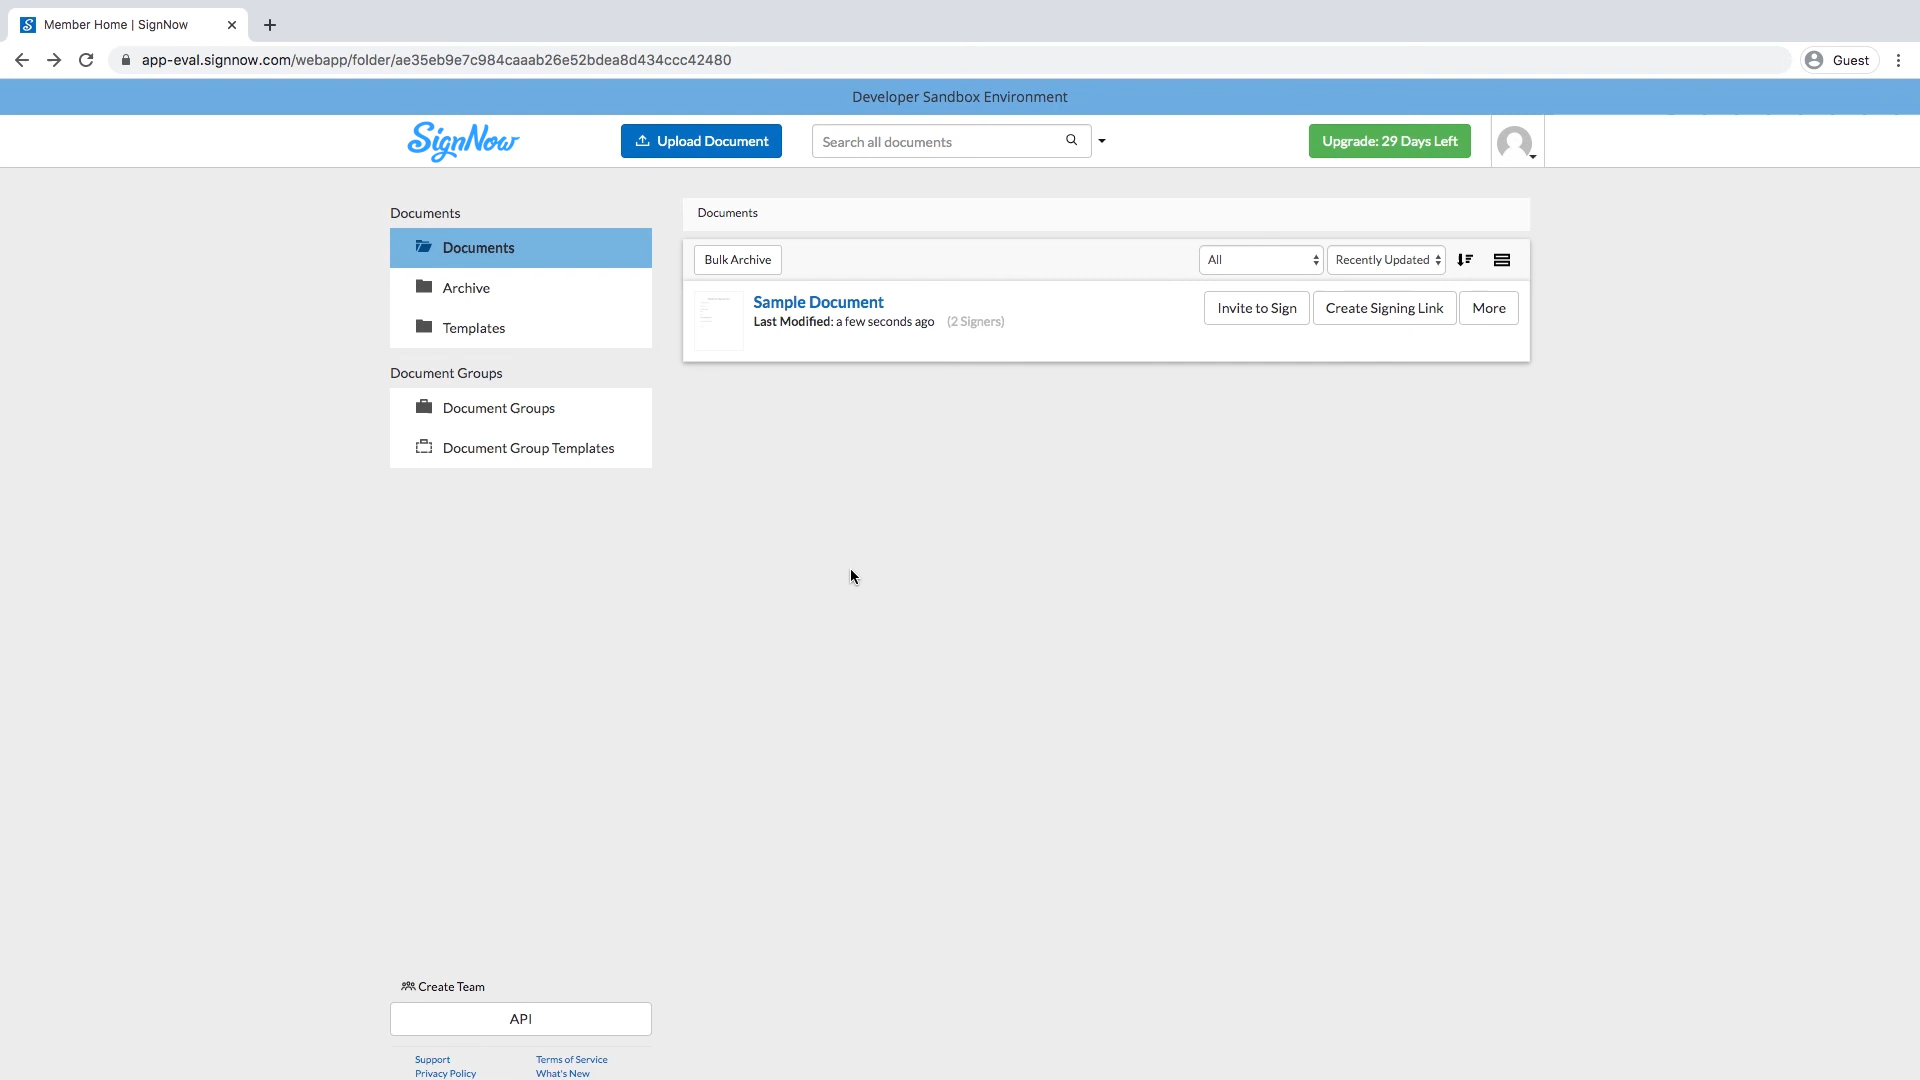 Member Home | SignNow
app-eval.signnow.com/webapp/folder/ae35eb9e7c984caaab26e52bdea8d434ccc42480
Guest
Developer Sandbox Environment
SignNow
Upload Document
Search all documents
Upgrade: 29 Days Left
Documents
Documents
Archive
Templates
Document Groups
Document Groups
Document Group Templates
Documents
Bulk Archive
All
Recently Updated
Sample Document
Last Modified: a few seconds ago (2 Signers)
Invite to Sign
Create Signing Link
More
Create Team
API
Support
Terms of Service
Privacy Policy
What's New